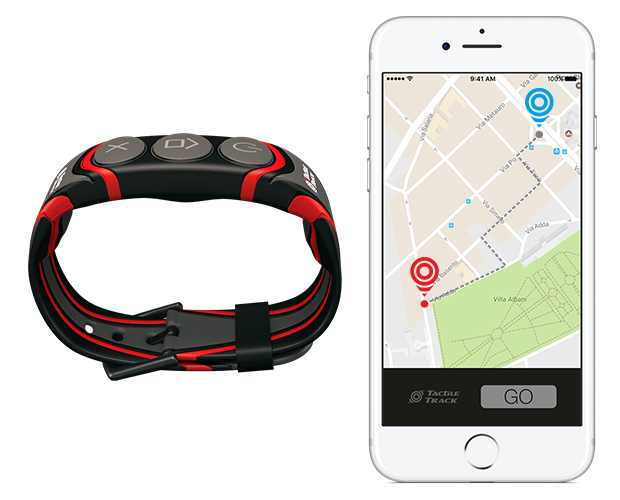 9:41 AM
100%
Via Metauro
Via Salaria
Via Po
Via Simeto
Via Adda
Via Basento
Villa Albani
TACTILE
TRACK
GO